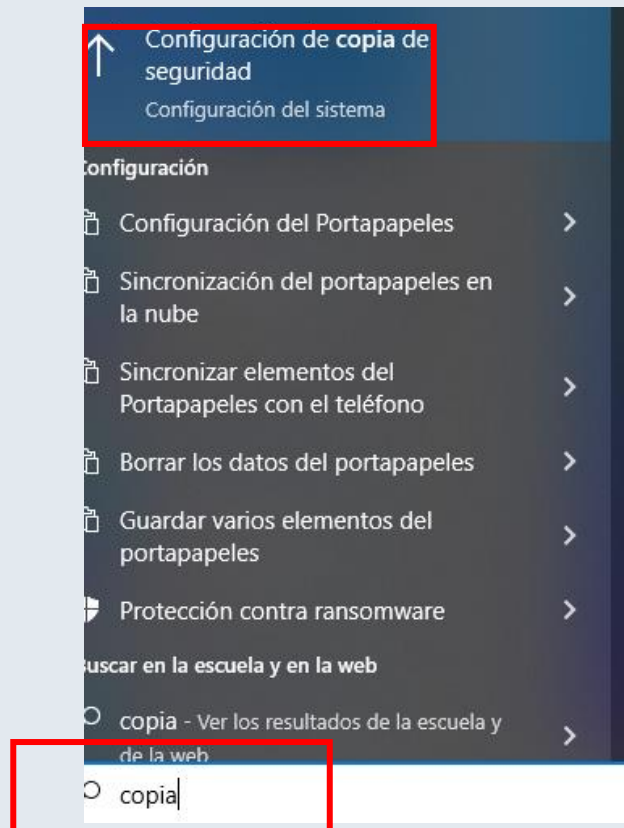 Configuración de copia de
seguridad
Configuración del sistema
Configuración
Configuración del Portapapeles
Sincronización del portapapeles en
la nube
Sincronizar elementos del
Portapapeles con el teléfono
Borrar los datos del portapapeles
Guardar varios elementos del
portapapeles
Protección contra ransomware
Buscar en la escuela y en la web
copia - Ver los resultados de la escuela y
de la web
copia